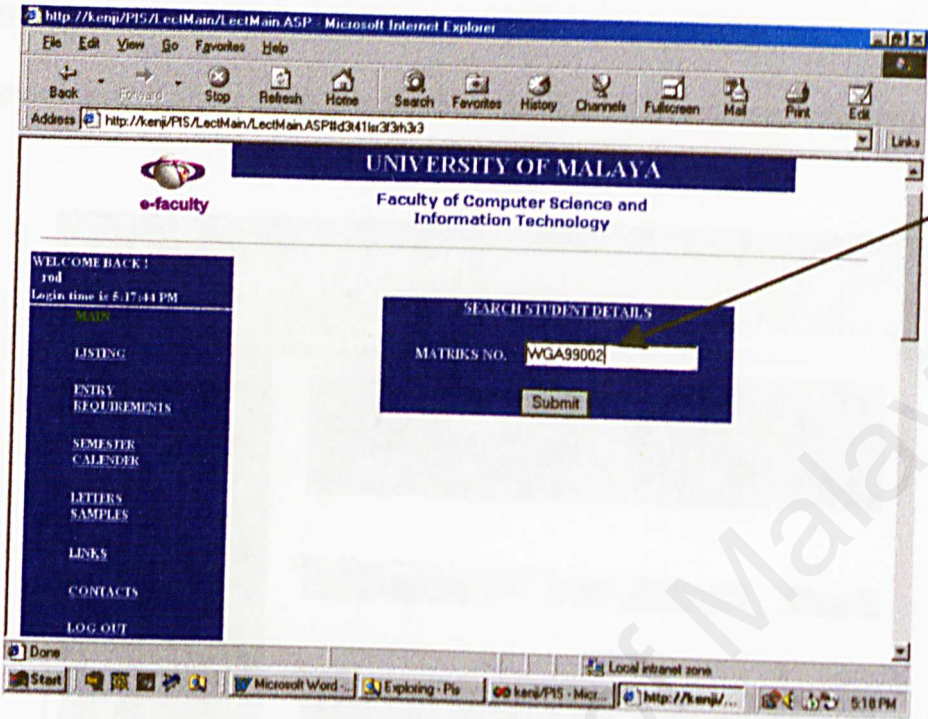 http://kenji/PIS/LectMain/LectMain.ASP - Microsoft Internet Explorer
File Edit View Go Favorites Help
Back Forward Stop Refresh Home Search Favorites History Channels Fullscreen Mail Print Edit
Address http://kenji/PIS/LectMain/LectMain.ASP#d3t41lsr3f3rh3r3 Links
UNIVERSITY OF MALAYA
e-faculty
Faculty of Computer Science and
Information Technology
WELCOME BACK !
rod
Login time is 5:17:44 PM
MAIN
LISTING
ENTRY
REQUIREMENTS
SEMESTER
CALENDER
LETTERS
SAMPLES
LINKS
CONTACTS
LOG OUT
SEARCH STUDENT DETAILS
MATRIKS NO. WGA99002
Submit
Done Local intranet zone
Start Microsoft Word -... Exploring - Pis kenji/PIS - Micr... http://kenji/... 5:18 PM
of Malay